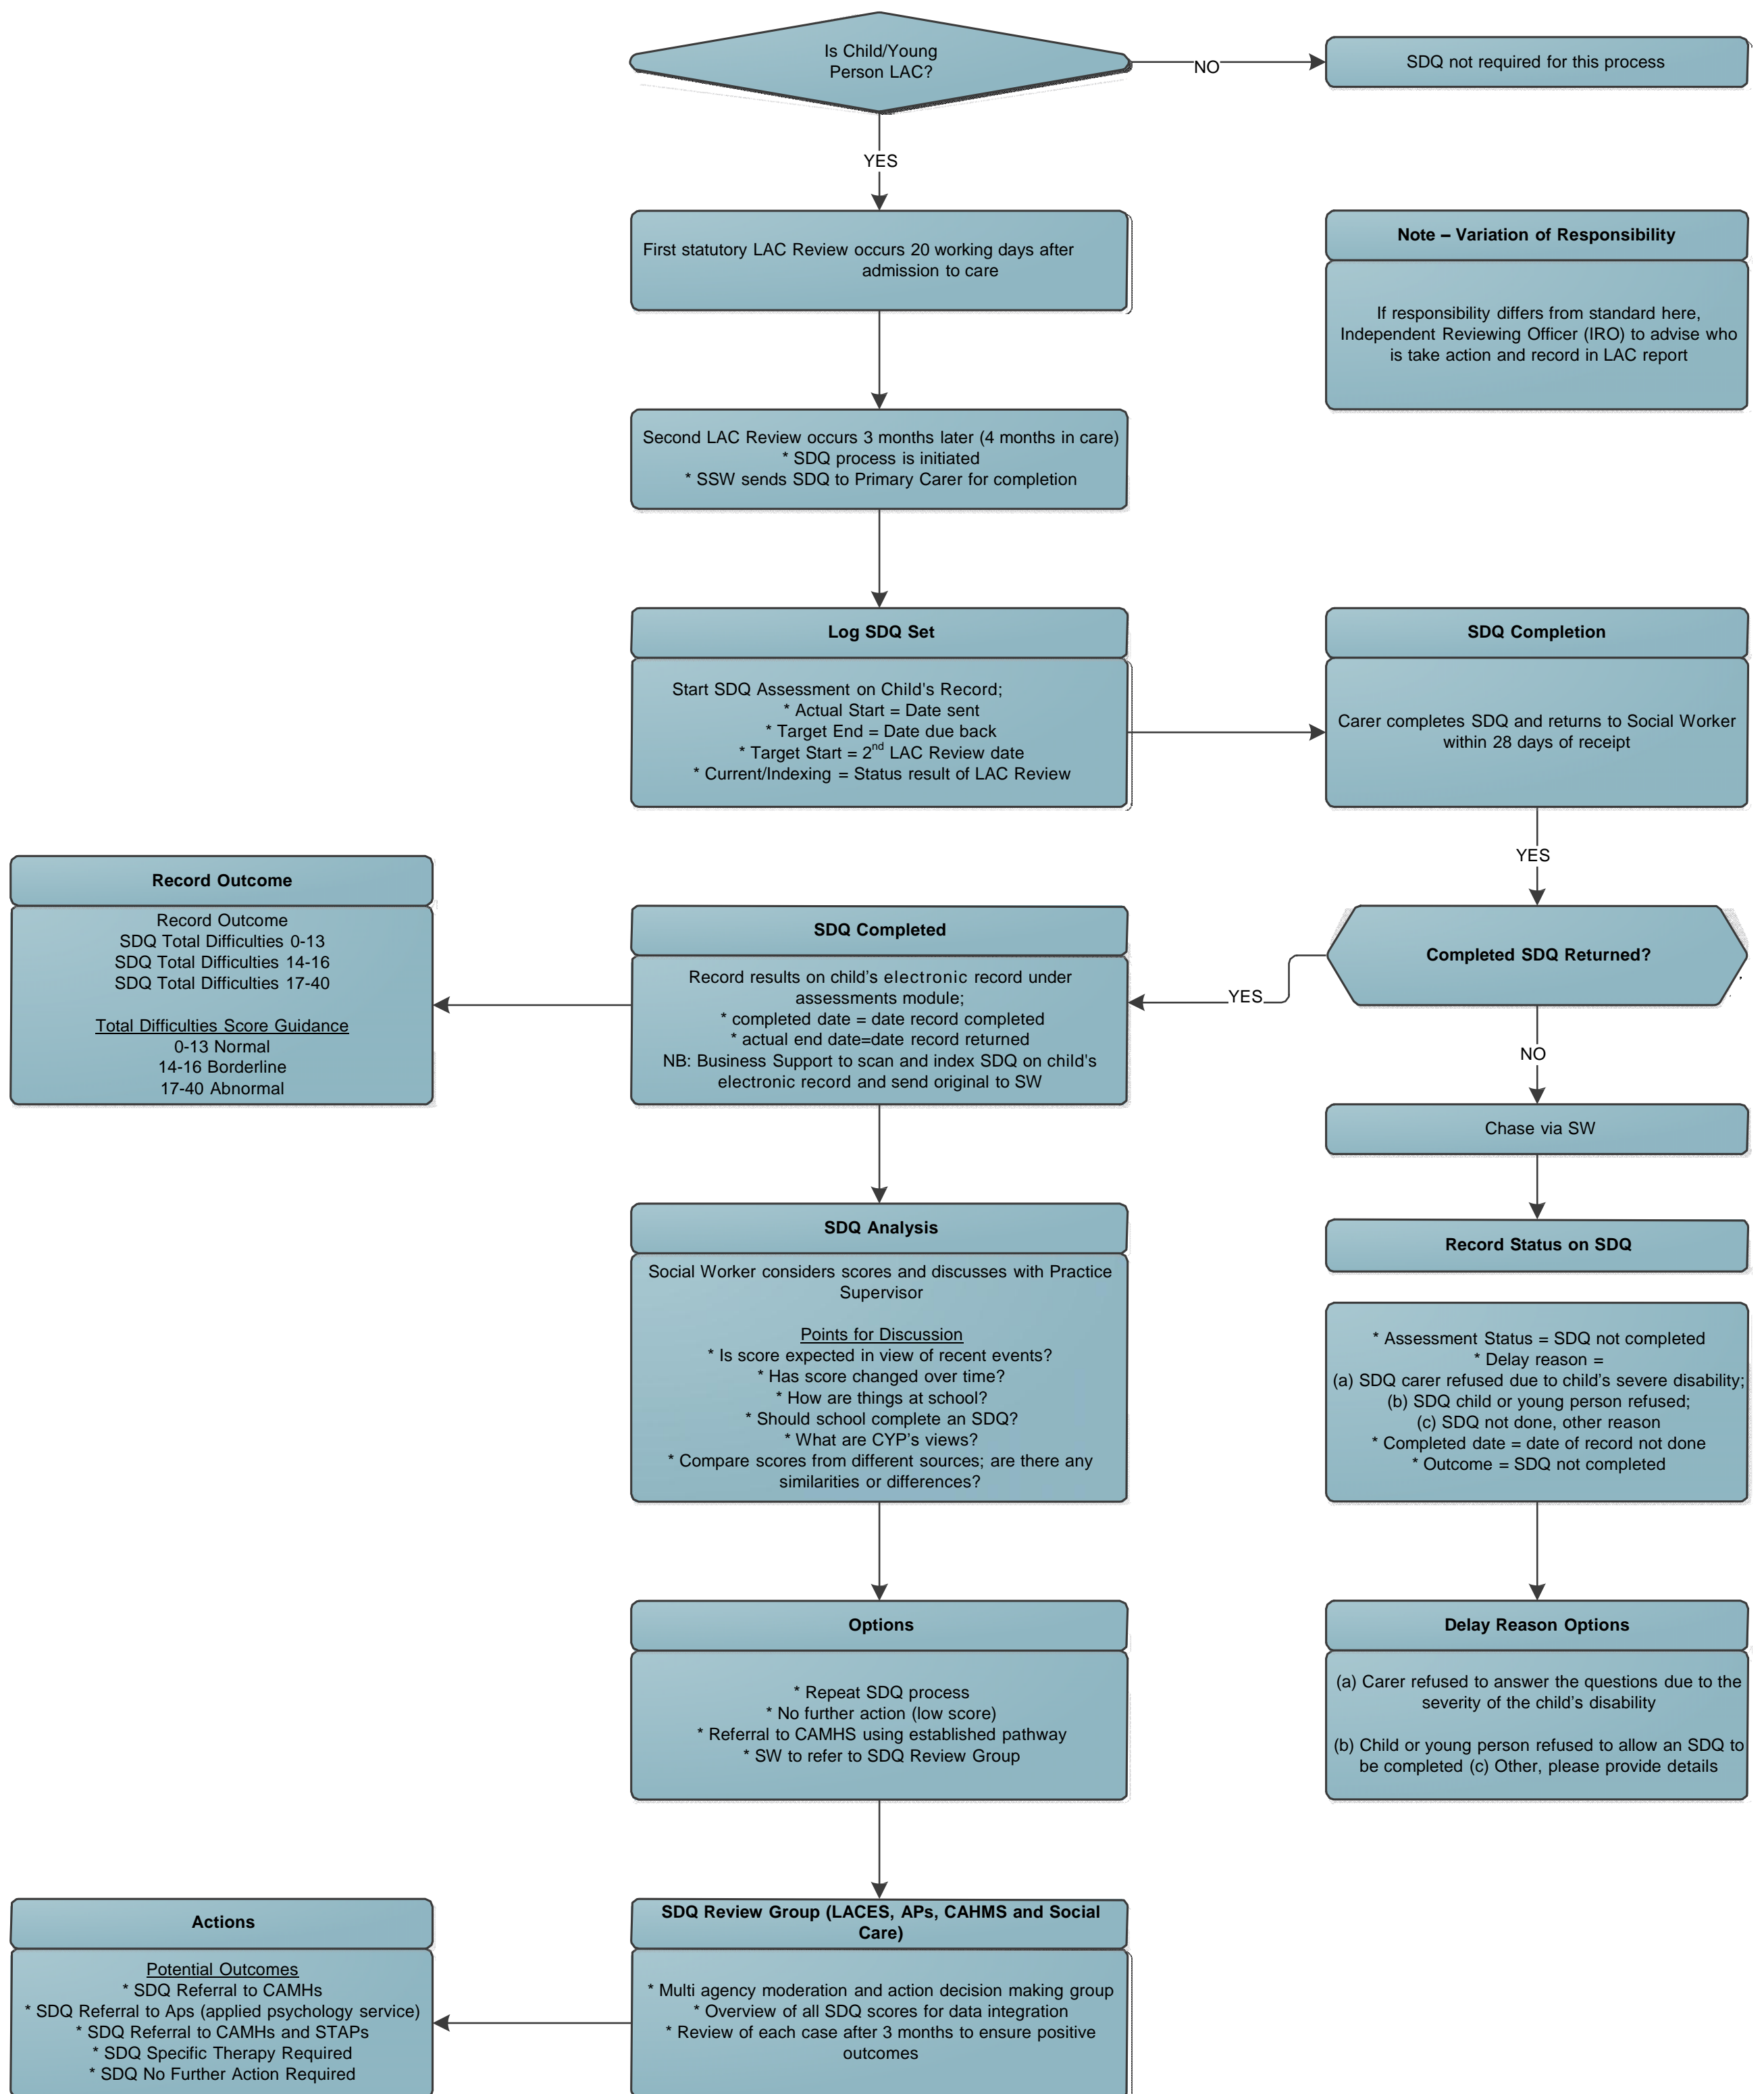 Is Child/Young
Person LAC?
NO
SDQ not required for this process
YES
First statutory LAC Review occurs 20 working days after
admission to care
Note – Variation of Responsibility
If responsibility differs from standard here,
Independent Reviewing Officer (IRO) to advise who
is take action and record in LAC report
Second LAC Review occurs 3 months later (4 months in care)
* SDQ process is initiated
* SSW sends SDQ to Primary Carer for completion
Log SDQ Set
Start SDQ Assessment on Child's Record;
* Actual Start = Date sent
* Target End = Date due back
* Target Start = 2nd LAC Review date
* Current/Indexing = Status result of LAC Review
SDQ Completion
Carer completes SDQ and returns to Social Worker
within 28 days of receipt
YES
Completed SDQ Returned?
YES
NO
SDQ Completed
Record results on child's electronic record under
assessments module;
* completed date = date record completed
* actual end date=date record returned
NB: Business Support to scan and index SDQ on child's
electronic record and send original to SW
Record Outcome
Record Outcome
SDQ Total Difficulties 0-13
SDQ Total Difficulties 14-16
SDQ Total Difficulties 17-40
Total Difficulties Score Guidance
0-13 Normal
14-16 Borderline
17-40 Abnormal
Chase via SW
Record Status on SDQ
* Assessment Status = SDQ not completed
* Delay reason =
(a) SDQ carer refused due to child's severe disability;
(b) SDQ child or young person refused;
(c) SDQ not done, other reason
* Completed date = date of record not done
* Outcome = SDQ not completed
SDQ Analysis
Social Worker considers scores and discusses with Practice
Supervisor
Points for Discussion
* Is score expected in view of recent events?
* Has score changed over time?
* How are things at school?
* Should school complete an SDQ?
* What are CYP's views?
* Compare scores from different sources; are there any
similarities or differences?
Options
* Repeat SDQ process
* No further action (low score)
* Referral to CAMHS using established pathway
* SW to refer to SDQ Review Group
Delay Reason Options
(a) Carer refused to answer the questions due to the
severity of the child's disability
(b) Child or young person refused to allow an SDQ to
be completed (c) Other, please provide details
SDQ Review Group (LACES, APs, CAHMS and Social
Care)
* Multi agency moderation and action decision making group
* Overview of all SDQ scores for data integration
* Review of each case after 3 months to ensure positive
outcomes
Actions
Potential Outcomes
* SDQ Referral to CAMHs
* SDQ Referral to Aps (applied psychology service)
* SDQ Referral to CAMHs and STAPs
* SDQ Specific Therapy Required
* SDQ No Further Action Required